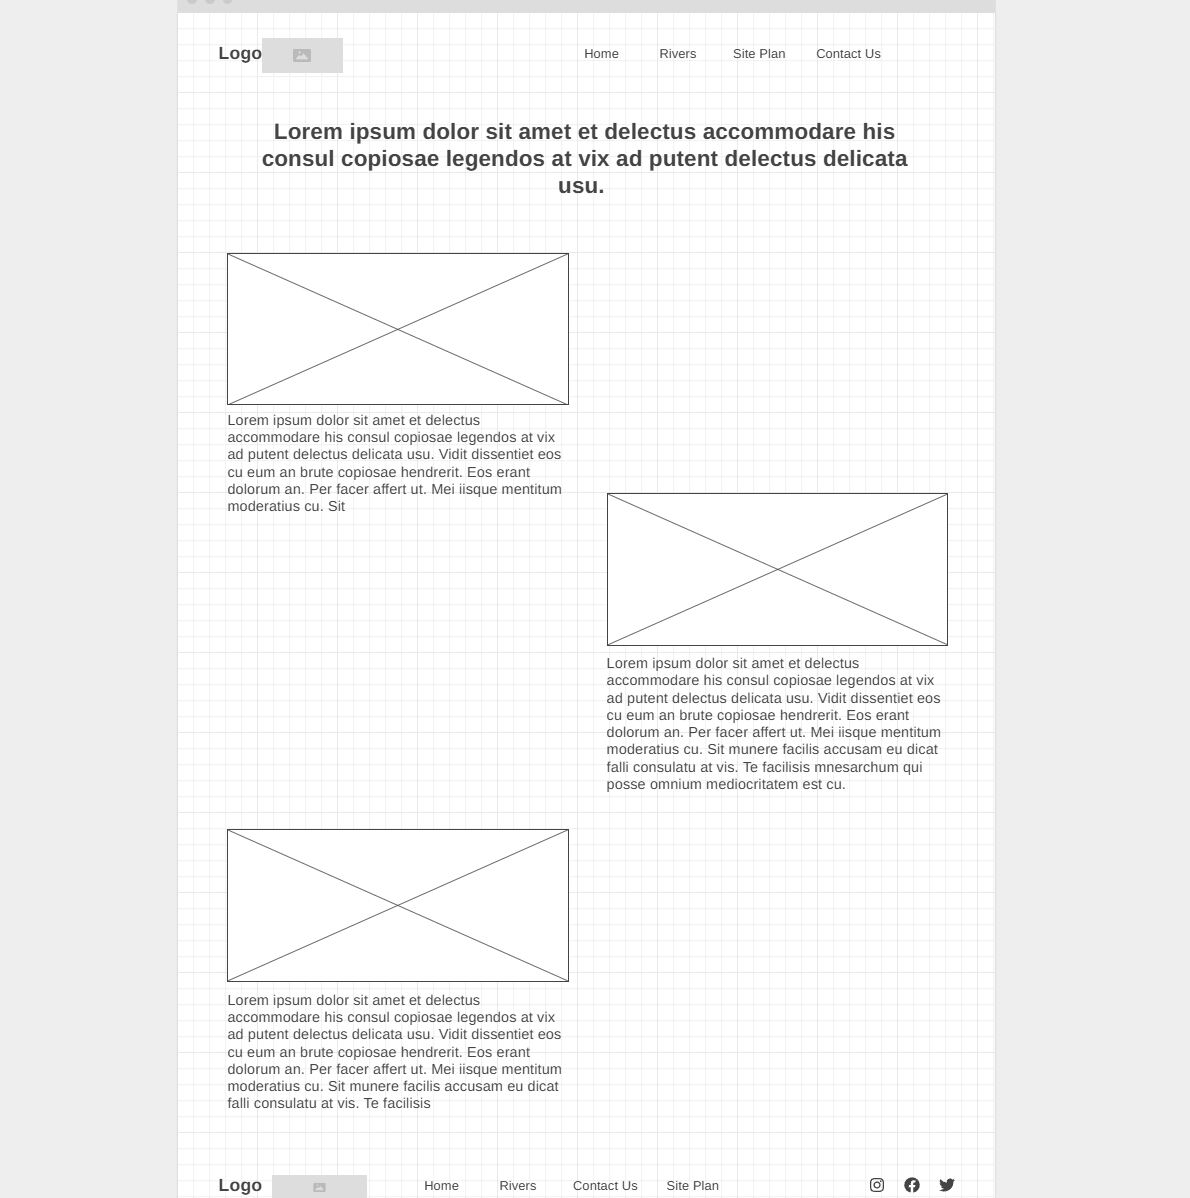 Logo Home Rivers Site Plan Contact Us
Lorem ipsum dolor sit amet et delectus accommodare his
consul copiosae legendos at vix ad putent delectus delicata
usu.
Lorem ipsum dolor sit amet et delectus
accommodare his consul copiosae legendos at vix
ad putent delectus delicata usu. Vidit dissentiet eos
cu eum an brute copiosae hendrerit. Eos erant
dolorum an. Per facer affert ut. Mei iisque mentitum
moderatius cu. Sit
Lorem ipsum dolor sit amet et delectus
accommodare his consul copiosae legendos at vix
ad putent delectus delicata usu. Vidit dissentiet eos
cu eum an brute copiosae hendrerit. Eos erant
dolorum an. Per facer affert ut. Mei iisque mentitum
moderatius cu. Sit munere facilis accusam eu dicat
falli consulatu at vis. Te facilisis mnesarchum qui
posse omnium mediocritatem est cu.
Lorem ipsum dolor sit amet et delectus
accommodare his consul copiosae legendos at vix
ad putent delectus delicata usu. Vidit dissentiet eos
cu eum an brute copiosae hendrerit. Eos erant
dolorum an. Per facer affert ut. Mei iisque mentitum
moderatius cu. Sit munere facilis accusam eu dicat
falli consulatu at vis. Te facilisis
Logo Home Rivers Contact Us Site Plan